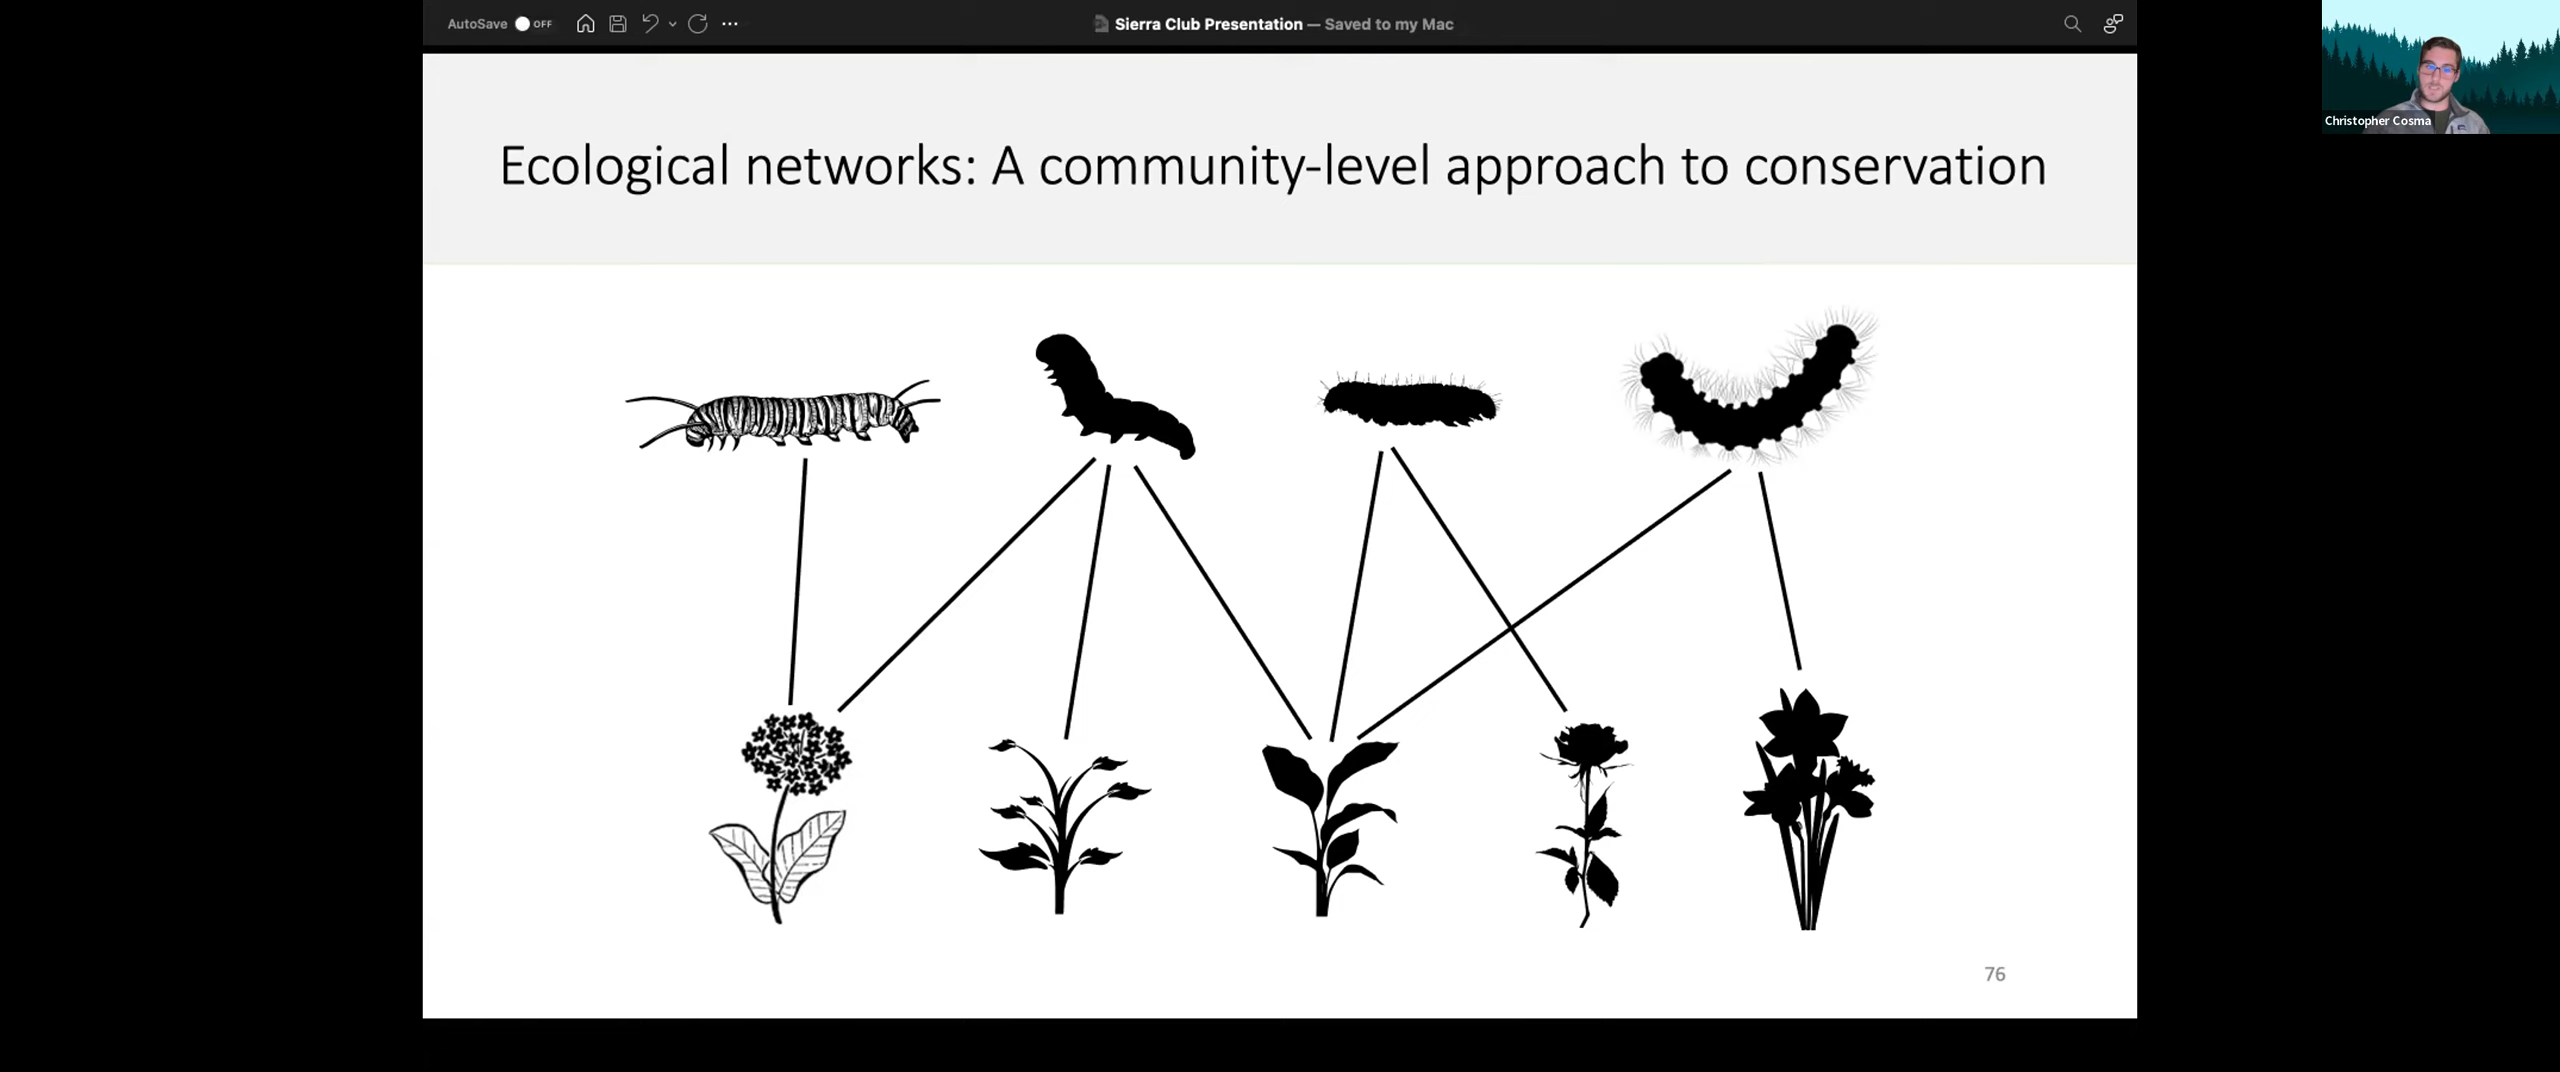 AutoSave OFF
Sierra Club Presentation — Saved to my Mac
Christopher Cosma
Ecological networks: A community-level approach to conservation
76